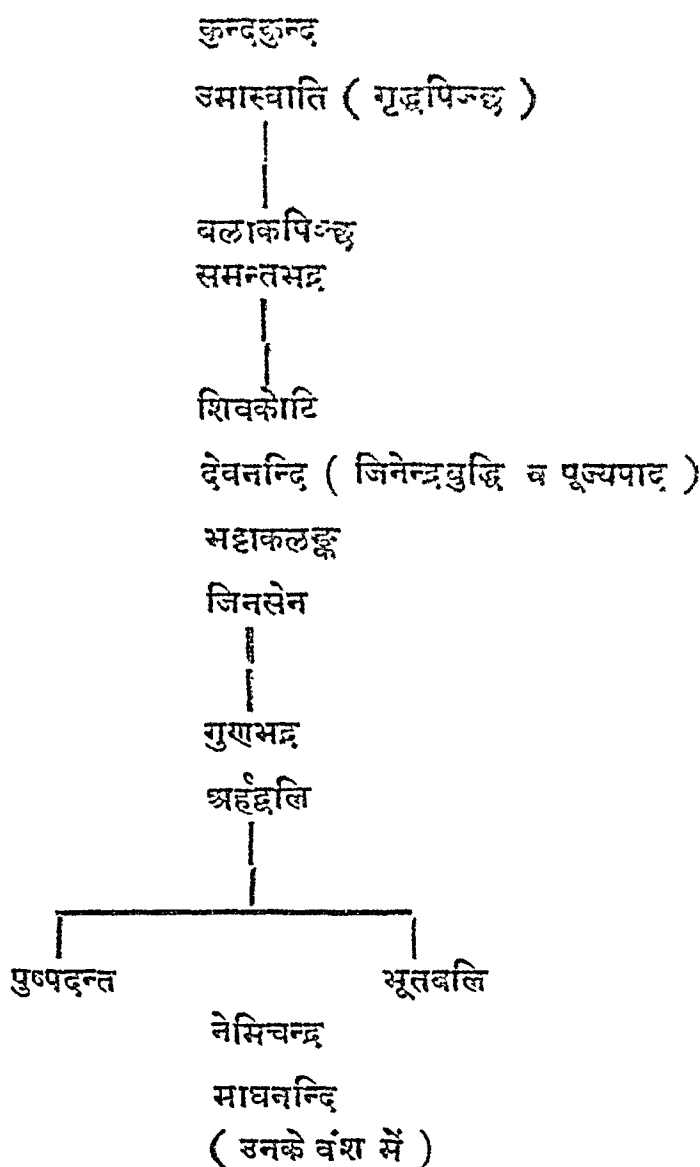 कुन्दकुन्द
उमास्वाति ( गृद्धपिञ्छ )
बलाकपिञ्छ
समन्तभद्र
शिवकोटि
देवनन्दि ( जिनेन्द्रबुद्धि व पूज्यपाद )
भट्टाकलङ्क
जिनसेन
गुणभद्र
अर्हद्बलि
पुष्पदन्त भूतबलि
नेमिचन्द्र
माघनन्दि
( उनके वंश में )